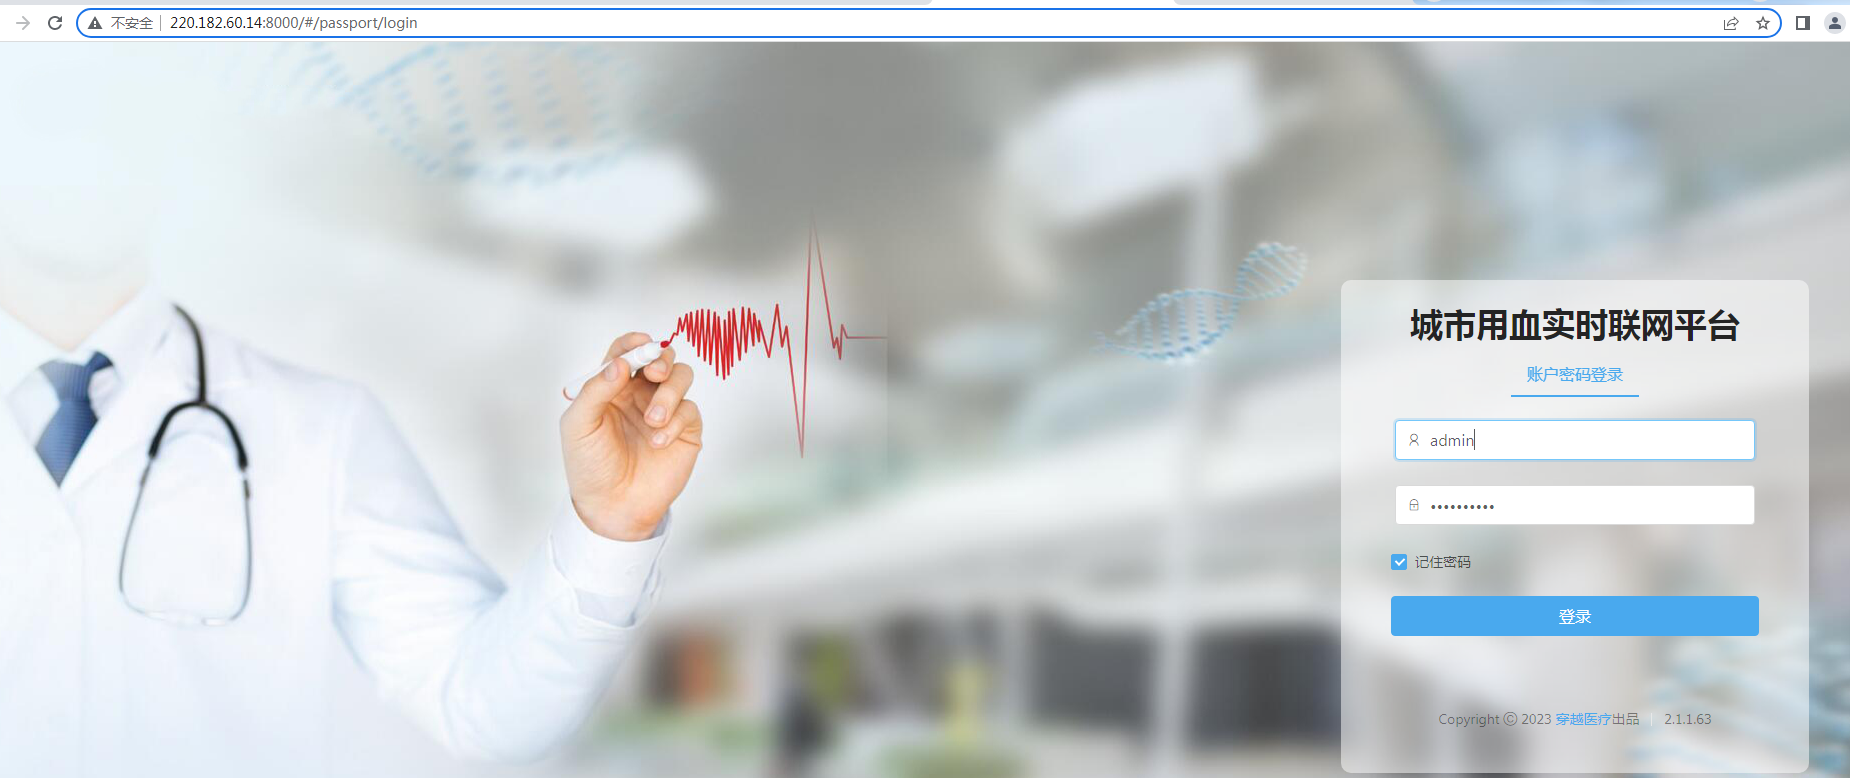 不安全 220.182.60.14:8000/#/passport/login
城市用血实时联网平台
账户密码登录
admin
••••••••••
记住密码
登录
Copyright © 2023 穿越医疗出品 2.1.1.63